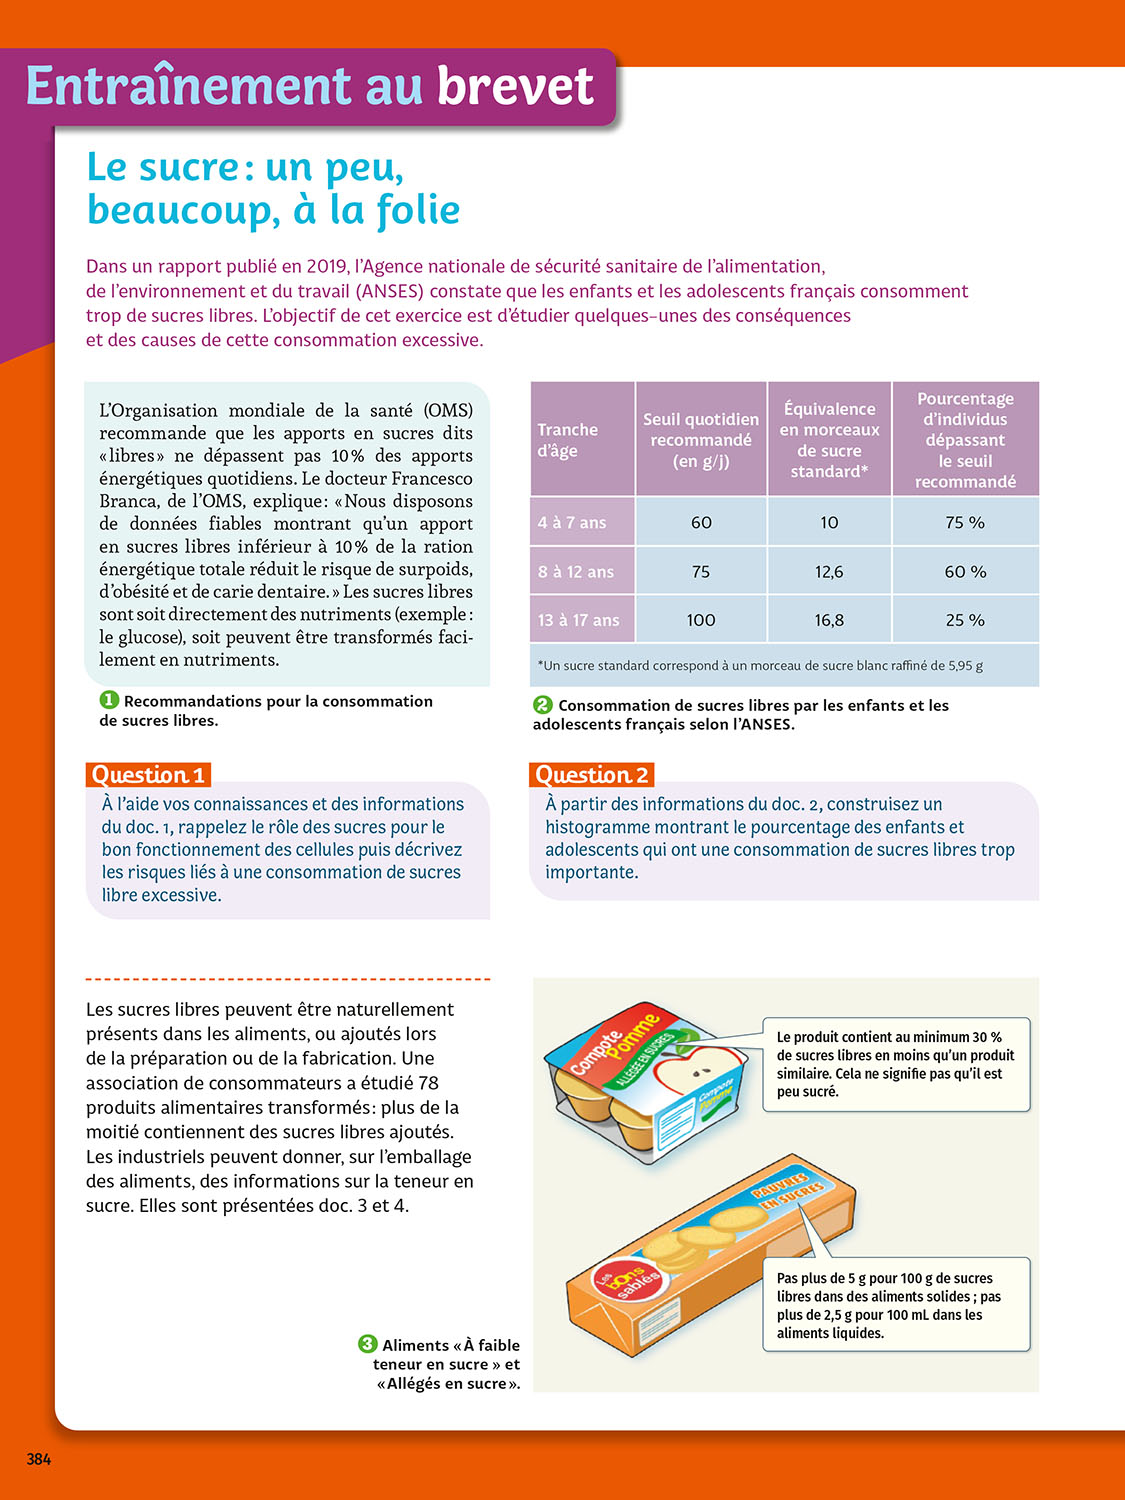 Entraînement au brevet
Le sucre : un peu,
beaucoup, à la folie
Dans un rapport publié en 2019, l'Agence nationale de sécurité sanitaire de l'alimentation,
de l'environnement et du travail (ANSES) constate que les enfants et les adolescents français consomment
trop de sucres libres. L'objectif de cet exercice est d'étudier quelques-unes des conséquences
et des causes de cette consommation excessive.
L'Organisation mondiale de la santé (OMS)
recommande que les apports en sucres dits
« libres » ne dépassent pas 10 % des apports
énergétiques quotidiens. Le docteur Francesco
Branca, de l'OMS, explique : « Nous disposons
de données fiables montrant qu'un apport
en sucres libres inférieur à 10 % de la ration
énergétique totale réduit le risque de surpoids,
d'obésité et de carie dentaire. » Les sucres libres
sont soit directement des nutriments (exemple :
le glucose), soit peuvent être transformés faci-
lement en nutriments.
1 Recommandations pour la consommation
de sucres libres.
Tranche
d'âge
Seuil quotidien
recommandé
(en g/j)
Équivalence
en morceaux
de sucre
standard*
Pourcentage
d'individus
dépassant
le seuil
recommandé
4 à 7 ans 60 10 75 %
8 à 12 ans 75 12,6 60 %
13 à 17 ans 100 16,8 25 %
*Un sucre standard correspond à un morceau de sucre blanc raffiné de 5,95 g
2 Consommation de sucres libres par les enfants et les
adolescents français selon l'ANSES.
Question 1
À l'aide vos connaissances et des informations
du doc. 1, rappelez le rôle des sucres pour le
bon fonctionnement des cellules puis décrivez
les risques liés à une consommation de sucres
libre excessive.
Question 2
À partir des informations du doc. 2, construisez un
histogramme montrant le pourcentage des enfants et
adolescents qui ont une consommation de sucres libres trop
importante.
Les sucres libres peuvent être naturellement
présents dans les aliments, ou ajoutés lors
de la préparation ou de la fabrication. Une
association de consommateurs a étudié 78
produits alimentaires transformés : plus de la
moitié contiennent des sucres libres ajoutés.
Les industriels peuvent donner, sur l'emballage
des aliments, des informations sur la teneur en
sucre. Elles sont présentées doc. 3 et 4.
Compote
Pomme
ALLÉGÉE EN SUCRES
Compote
Pomme
Le produit contient au minimum 30 %
de sucres libres en moins qu'un produit
similaire. Cela ne signifie pas qu'il est
peu sucré.
PAUVRES
EN SUCRES
Les
bons
sablés
Pas plus de 5 g pour 100 g de sucres
libres dans des aliments solides ; pas
plus de 2,5 g pour 100 mL dans les
aliments liquides.
3 Aliments « À faible
teneur en sucre » et
« Allégés en sucre ».
384